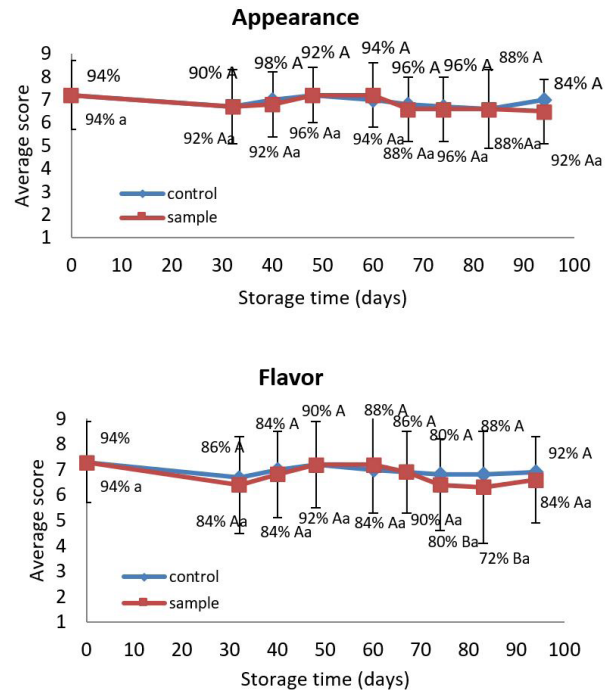 Appearance
Average score
9
8
7
6
5
4
3
2
1
94%
90% A
98% A
92% A
94% A
96% A
96% A
88% A
84% A
94% a
92% Aa
92% Aa
96% Aa
94% Aa
88% Aa
96% Aa
88%Aa
92% Aa
control
sample
0 10 20 30 40 50 60 70 80 90 100
Storage time (days)
Flavor
Average score
9
8
7
6
5
4
3
2
1
94%
86% A
84% A
90% A
88% A
86% A
80% A
88% A
92% A
94% a
84% Aa
84% Aa
92% Aa
84% Aa
90% Aa
80% Ba
72% Ba
84% Aa
control
sample
0 10 20 30 40 50 60 70 80 90 100
Storage time (days)